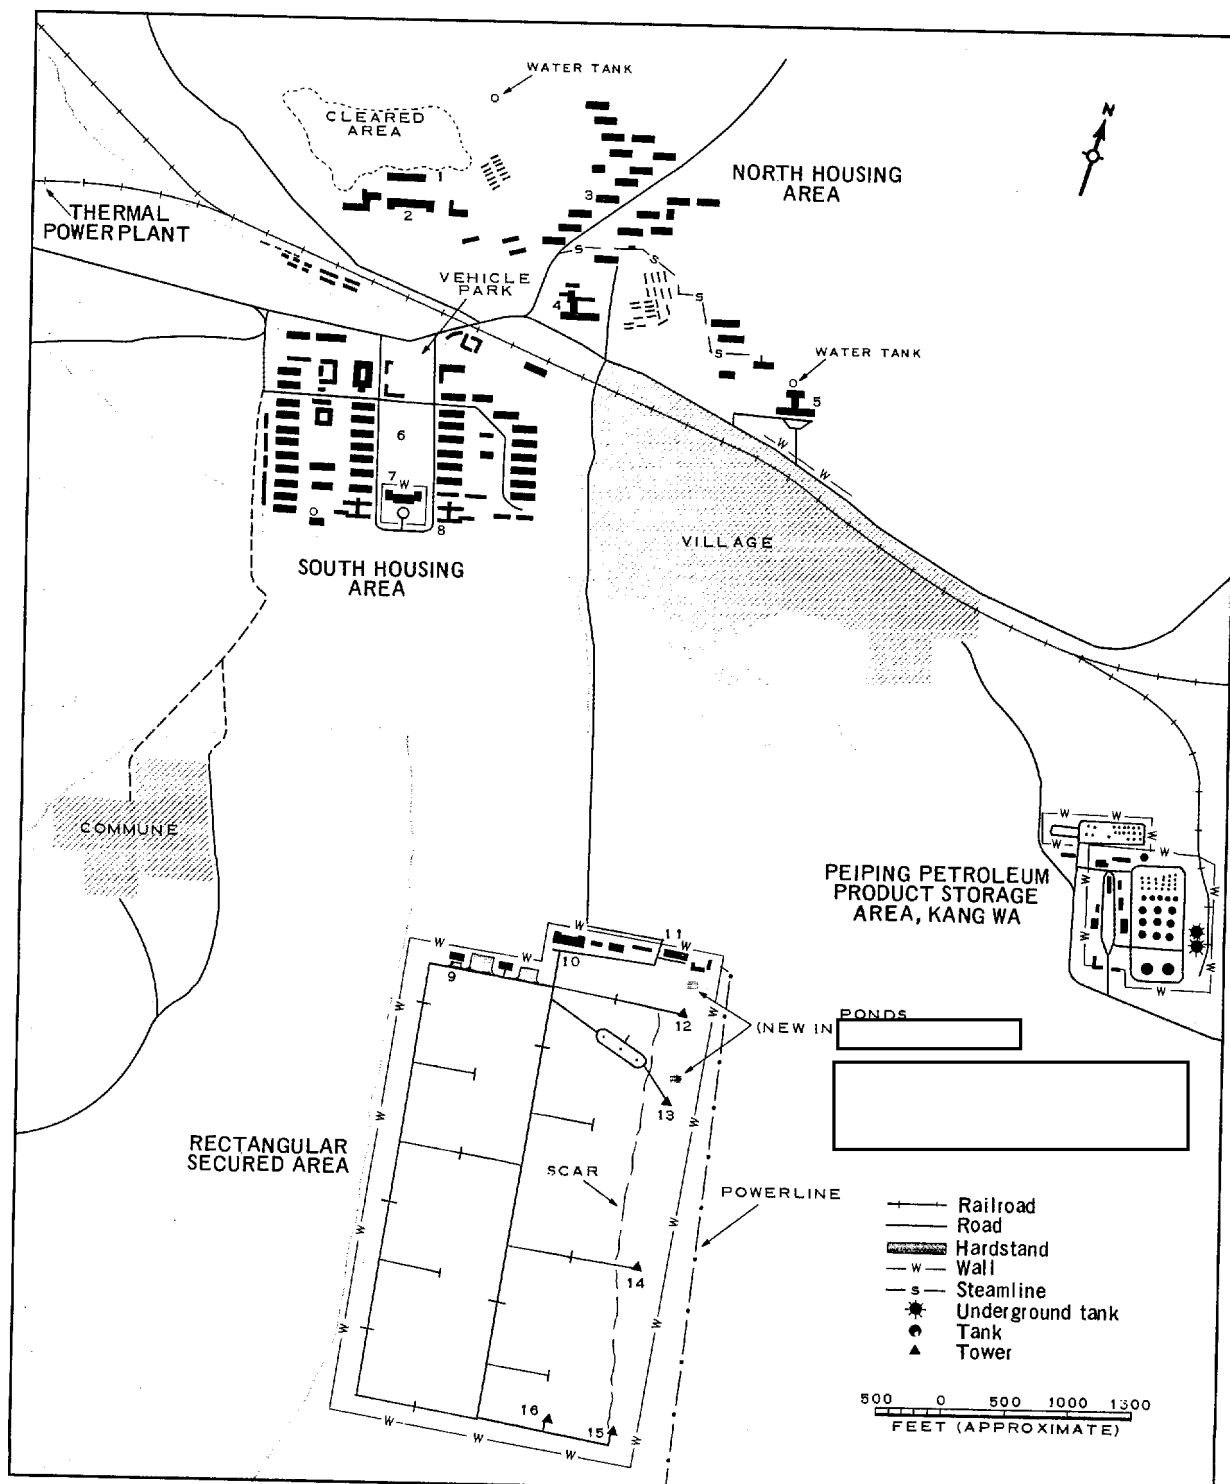 WATER TANK
CLEARED
AREA
N
NORTH HOUSING
AREA
1
2
3
THERMAL
POWERPLANT
S
S
VEHICLE
PARK
4
S
S
WATER TANK
5
W
W
6
7
W
8
VILLAGE
SOUTH HOUSING
AREA
COMMUNE
W
W
W
W
W
PEIPING PETROLEUM
PRODUCT STORAGE
AREA, KANG WA
W
W
W
W
W
W
W
W
W
9
10
11
12
W
W
PONDS
(NEW IN
13
W
W
RECTANGULAR
SECURED AREA
W
SCAR
POWERLINE
W
W
14
W
W
W
16
15
W
W
W
W
Railroad
Road
Hardstand
W Wall
S Steamline
Underground tank
Tank
Tower
500 0 500 1000 1300
FEET (APPROXIMATE)